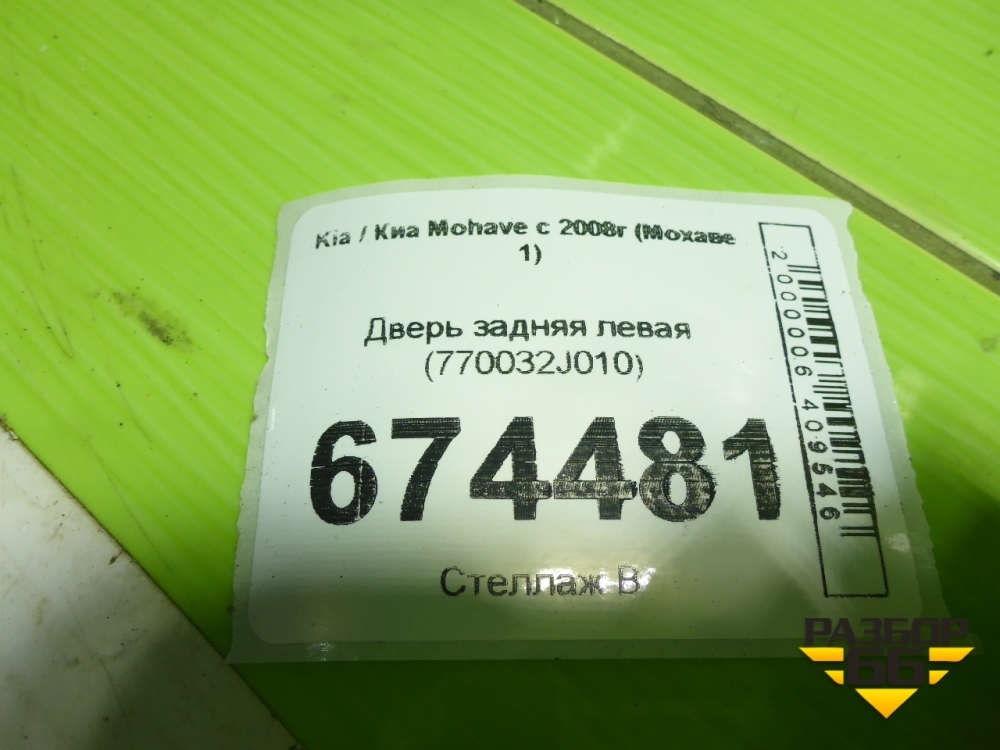 Kia / Киа Mohave с 2008г (Мохаве
1)
Дверь задняя левая
(770032J010)
674481
Стеллаж В
2000006409546
РАЗБОР
66